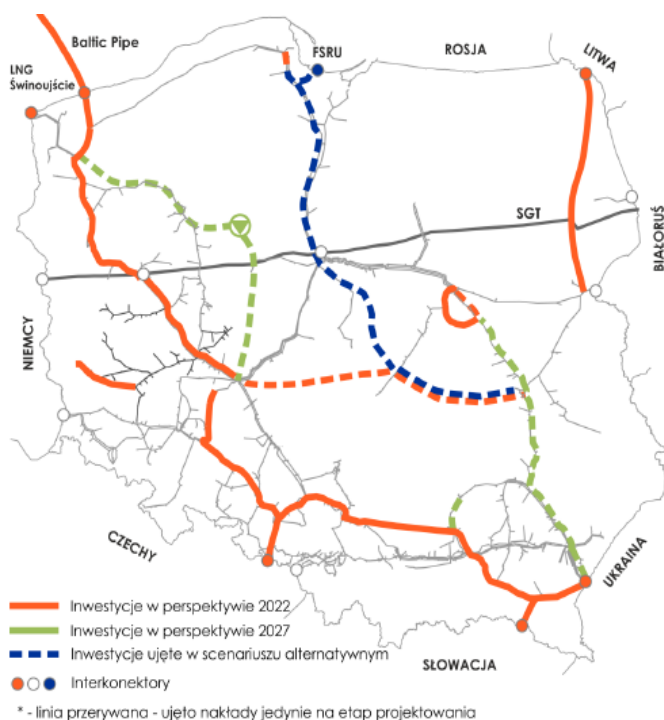 Baltic Pipe
FSRU
ROSJA
LITWA
LNG
Świnoujście
SGT
BIAŁORUŚ
NIEMCY
CZECHY
UKRAINA
SŁOWACJA
Inwestycje w perspektywie 2022
Inwestycje w perspektywie 2027
Inwestycje ujęte w scenariuszu alternatywnym
Interkonektory
* - linia przerywana - ujęto nakłady jedynie na etap projektowania